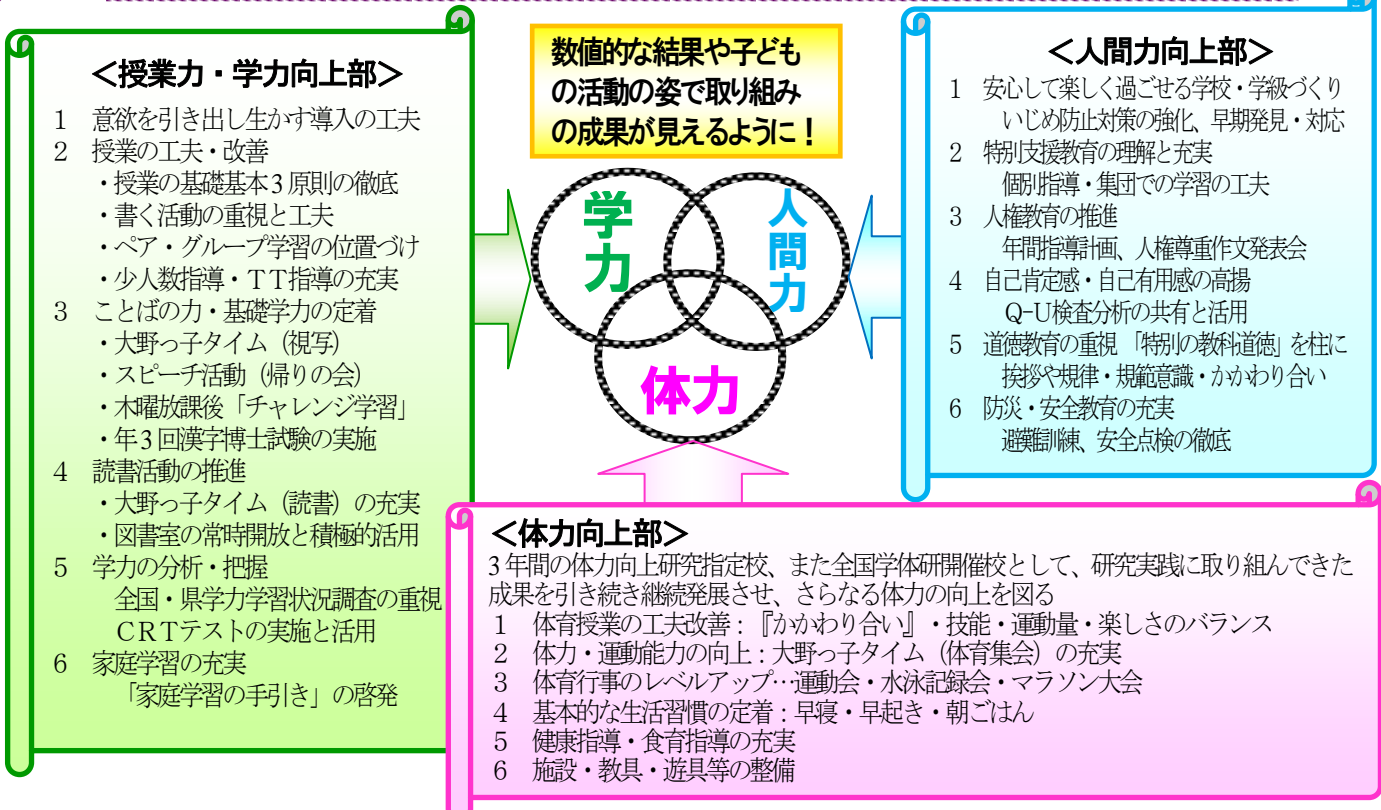 ＜授業力・学力向上部＞
1 意欲を引き出し生かす導入の工夫
2 授業の工夫・改善
・授業の基礎基本3原則の徹底
・書く活動の重視と工夫
・ペア・グループ学習の位置づけ
・少人数指導・ＴＴ指導の充実
3 ことばの力・基礎学力の定着
・大野っ子タイム（視写）
・スピーチ活動（帰りの会）
・木曜放課後「チャレンジ学習」
・年3回漢字博士試験の実施
4 読書活動の推進
・大野っ子タイム（読書）の充実
・図書室の常時開放と積極的活用
5 学力の分析・把握
全国・県学力学習状況調査の重視
ＣＲＴテストの実施と活用
6 家庭学習の充実
「家庭学習の手引き」の啓発
数値的な結果や子ども
の活動の姿で取り組み
の成果が見えるように！
学力
人間力
体力
＜人間力向上部＞
1 安心して楽しく過ごせる学校・学級づくり
いじめ防止対策の強化、早期発見・対応
2 特別支援教育の理解と充実
個別指導・集団での学習の工夫
3 人権教育の推進
年間指導計画、人権尊重作文発表会
4 自己肯定感・自己有用感の高揚
Q-U検査分析の共有と活用
5 道徳教育の重視「特別の教科道徳」を柱に
挨拶や規律・規範意識・かかわり合い
6 防災・安全教育の充実
避難訓練、安全点検の徹底
＜体力向上部＞
3年間の体力向上研究指定校、また全国学体研開催校として、研究実践に取り組んできた
成果を引き続き継続発展させ、さらなる体力の向上を図る
1 体育授業の工夫改善：『かかわり合い』・技能・運動量・楽しさのバランス
2 体力・運動能力の向上：大野っ子タイム（体育集会）の充実
3 体育行事のレベルアップ…運動会・水泳記録会・マラソン大会
4 基本的な生活習慣の定着：早寝・早起き・朝ごはん
5 健康指導・食育指導の充実
6 施設・教具・遊具等の整備